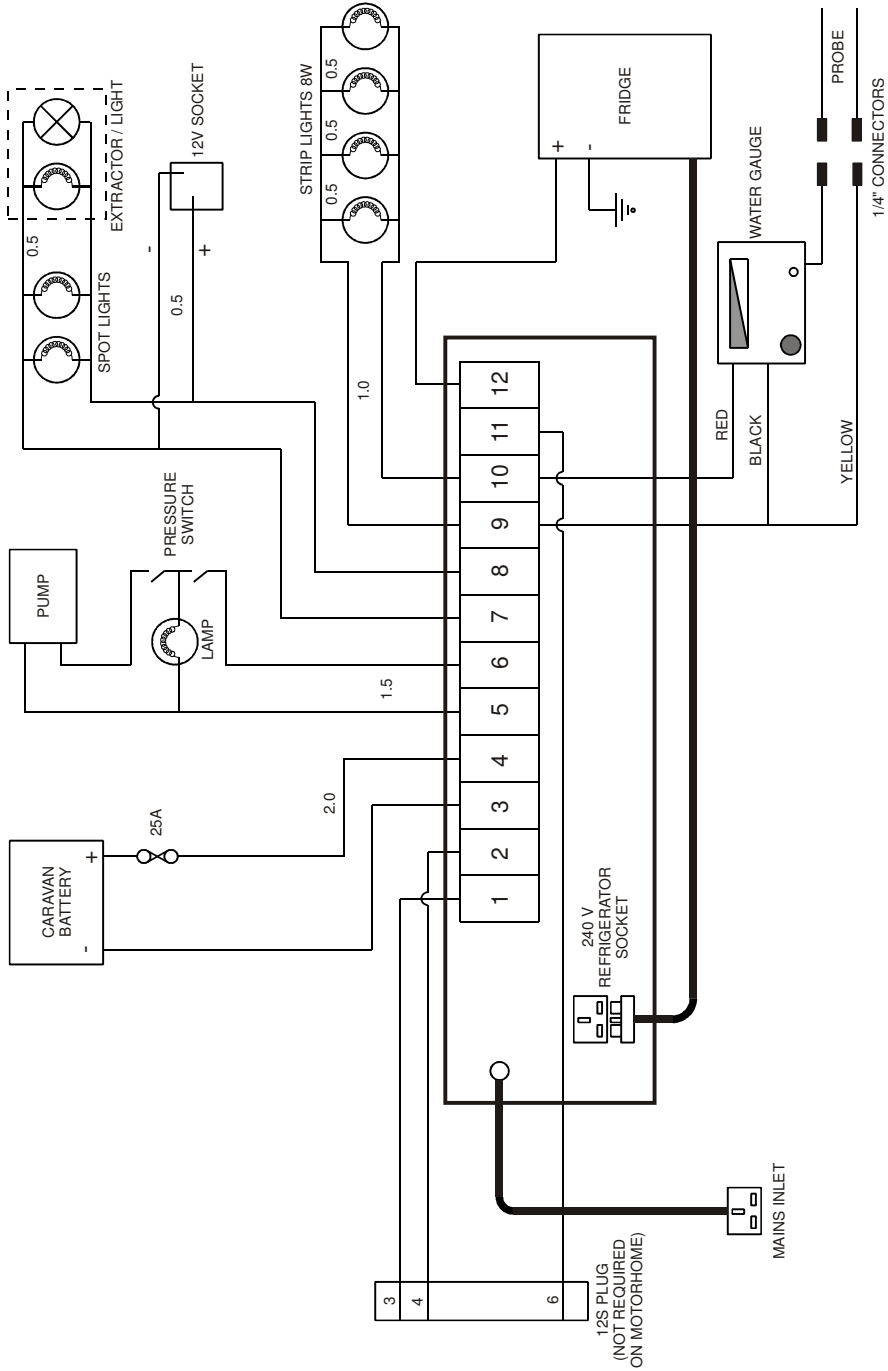 CARAVAN
BATTERY
-
+
25A
2.0
PUMP
PRESSURE
SWITCH
LAMP
1.5
SPOT LIGHTS
0.5
EXTRACTOR / LIGHT
12V SOCKET
-
+
0.5
STRIP LIGHTS 8W
0.5
0.5
0.5
1.0
FRIDGE
+
-
1
2
3
4
5
6
7
8
9
10
11
12
240 V
REFRIGERATOR
SOCKET
WATER GAUGE
RED
BLACK
YELLOW
PROBE
1/4" CONNECTORS
3
4
6
12S PLUG
(NOT REQUIRED
ON MOTORHOME)
MAINS INLET